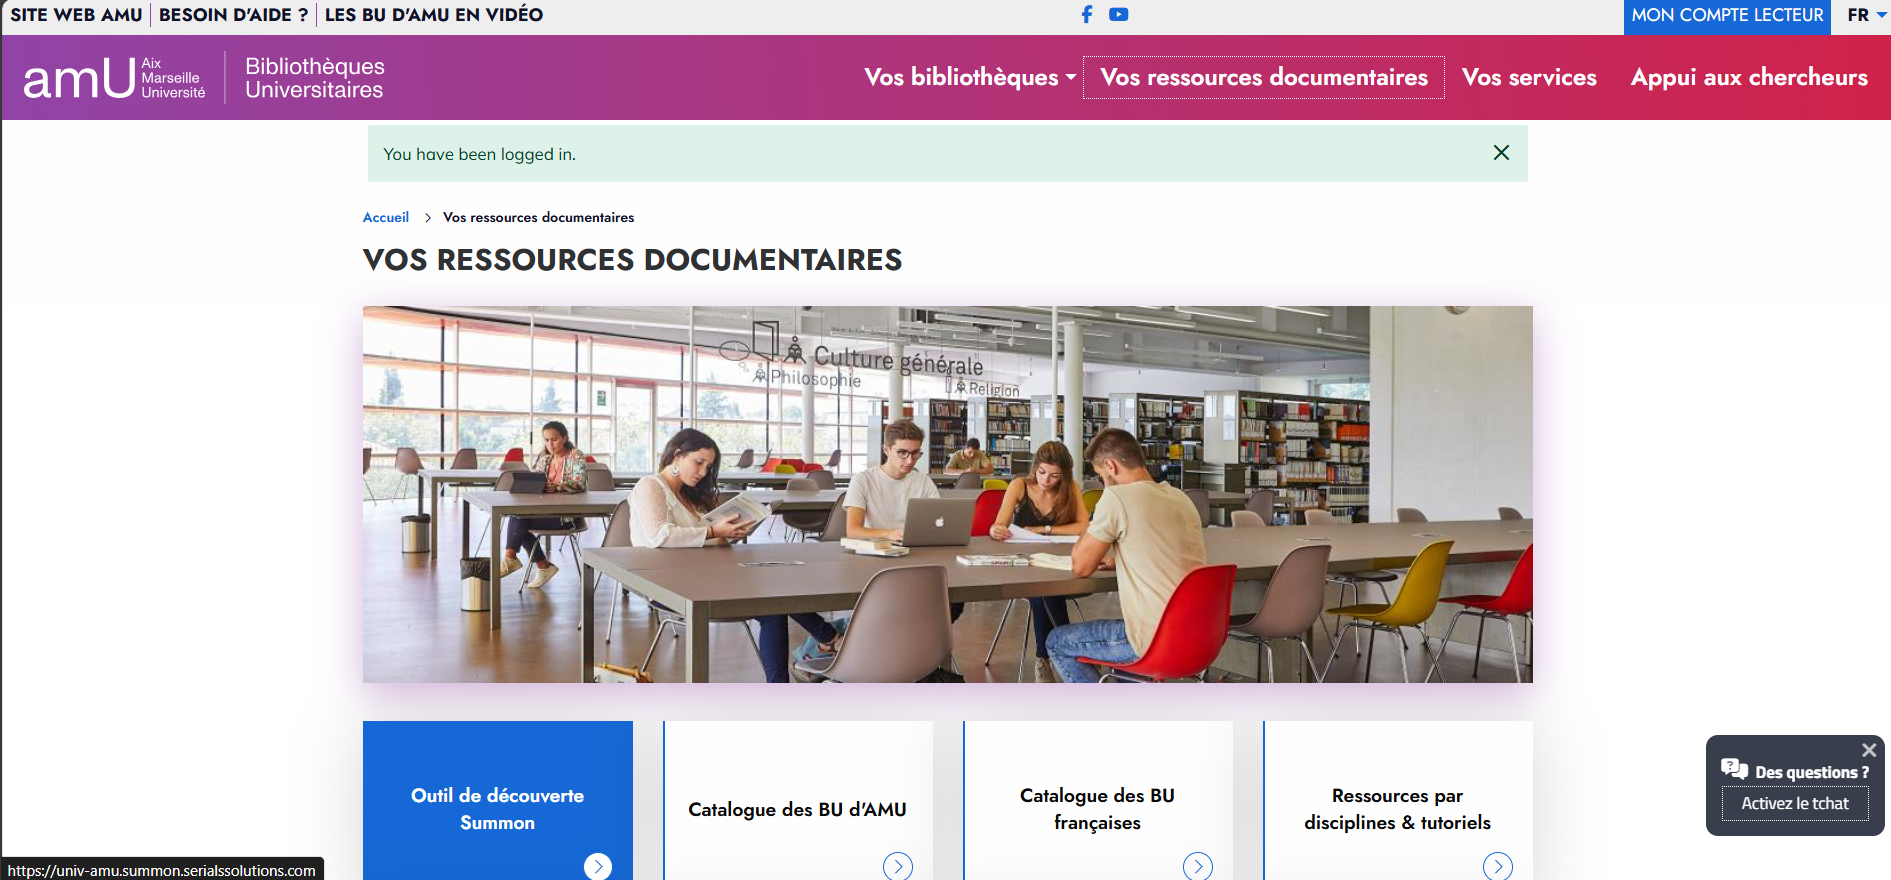 SITE WEB AMU
BESOIN D'AIDE ?
LES BU D'AMU EN VIDÉO
MON COMPTE LECTEUR
FR
amU
Aix
Marseille
Université
Bibliothèques
Universitaires
Vos bibliothèques
Vos ressources documentaires
Vos services
Appui aux chercheurs
You have been logged in.
Accueil
Vos ressources documentaires
VOS RESSOURCES DOCUMENTAIRES
Culture générale
Philosophie
Religion
Outil de découverte
Summon
Catalogue des BU d'AMU
Catalogue des BU
françaises
Ressources par
disciplines & tutoriels
Des questions ?
Activez le tchat
https://univ-amu.summon.serialssolutions.com